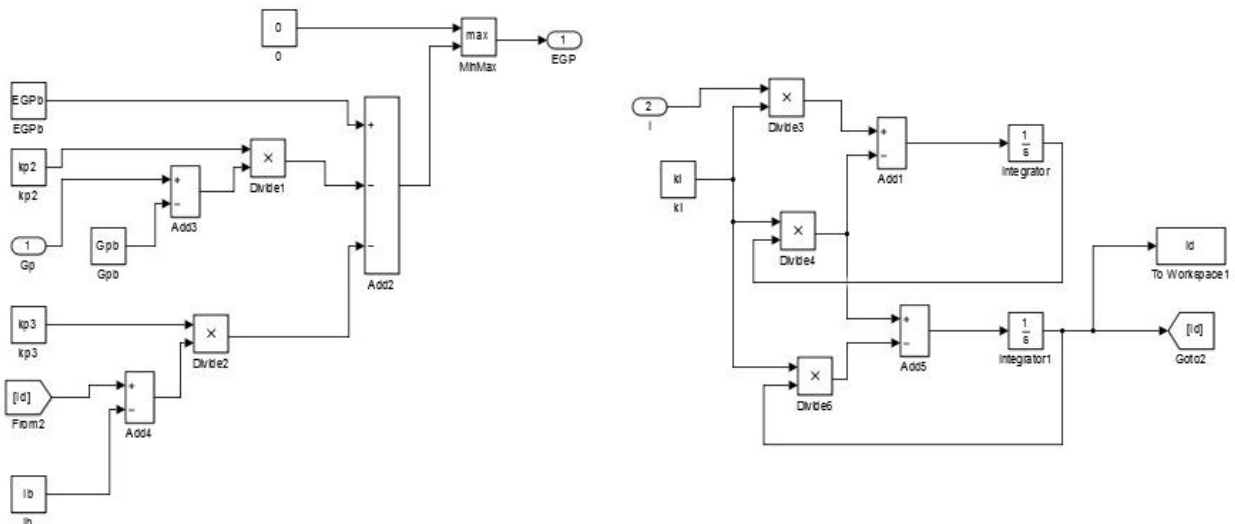 0
0
max
MinMax
1
EGP
EGPb
EGPb
+
−
−
Add2
kp2
kp2
×
Divide1
+
−
Add3
1
Gp
Gpb
Gpb
kp3
kp3
×
Divide2
[Id]
From2
+
−
Add4
Ib
Ib
2
I
×
Divide3
ki
ki
+
−
Add1
1
s
Integrator
×
Divide4
Id
To Workspace1
+
−
Add5
1
s
Integrator1
[Id]
Goto2
×
Divide6